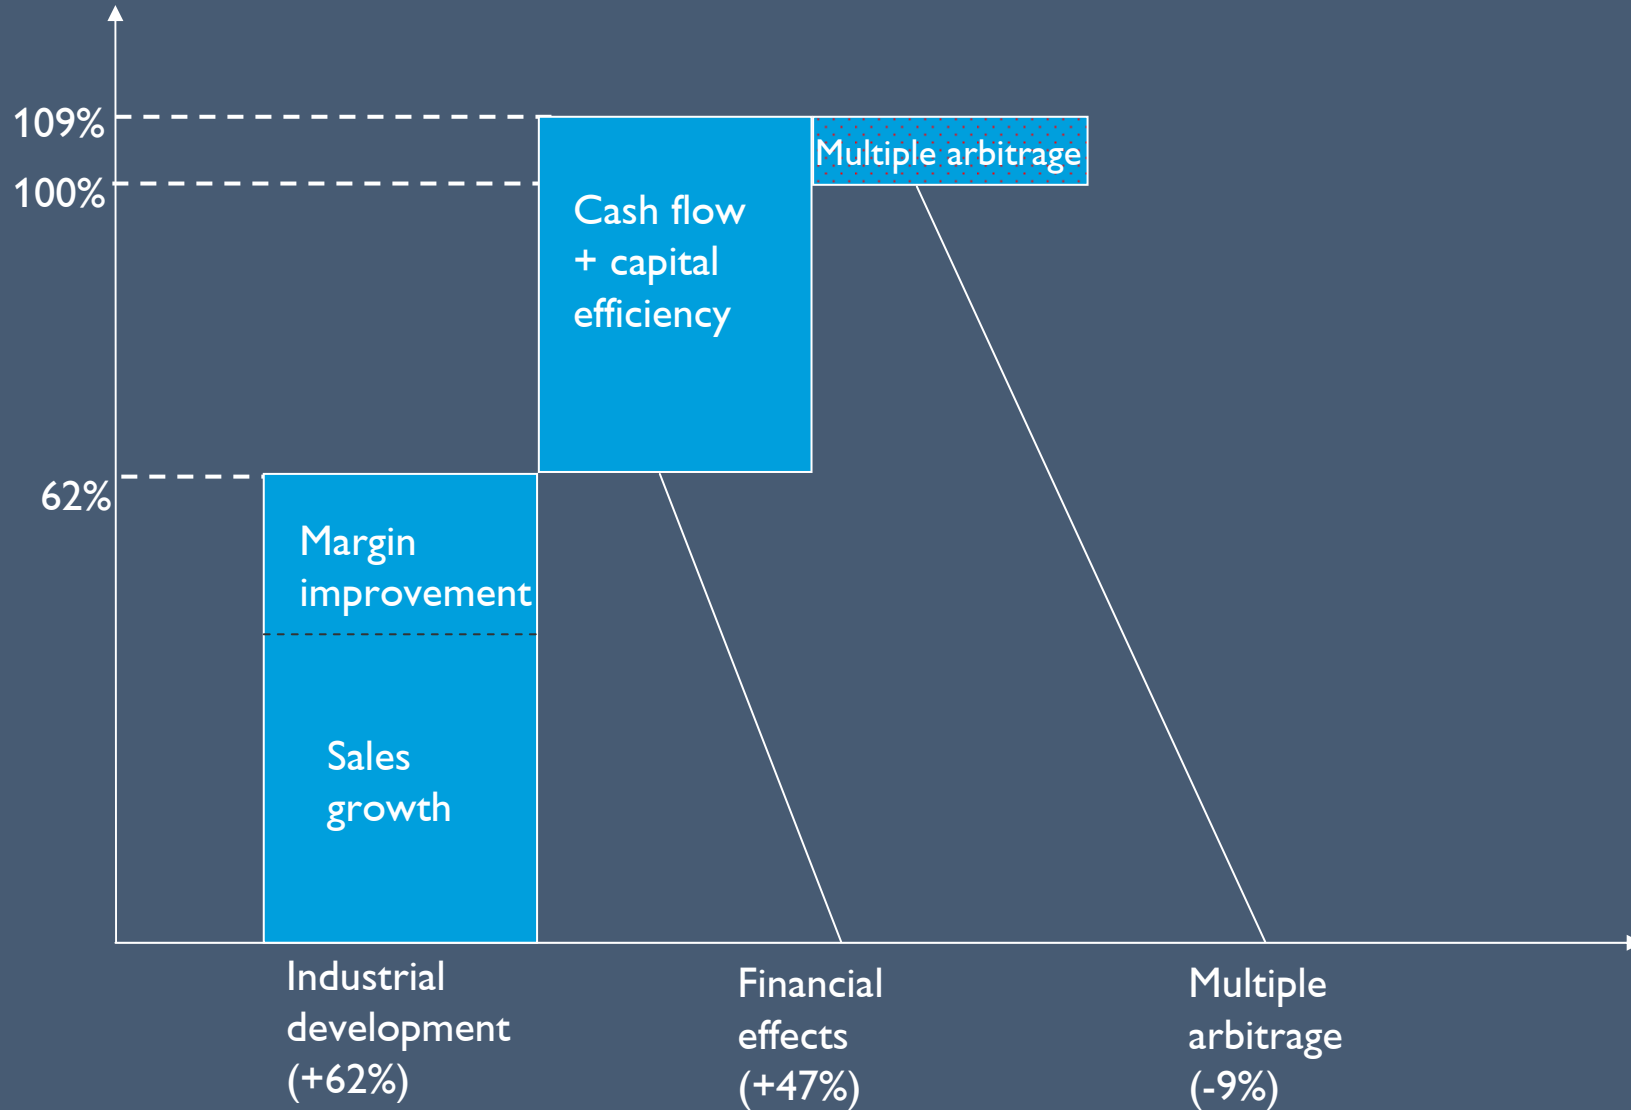 109%
100%
62%
Multiple arbitrage
Cash flow
+ capital
efficiency
Margin
improvement
Sales
growth
Industrial
development
(+62%)
Financial
effects
(+47%)
Multiple
arbitrage
(-9%)